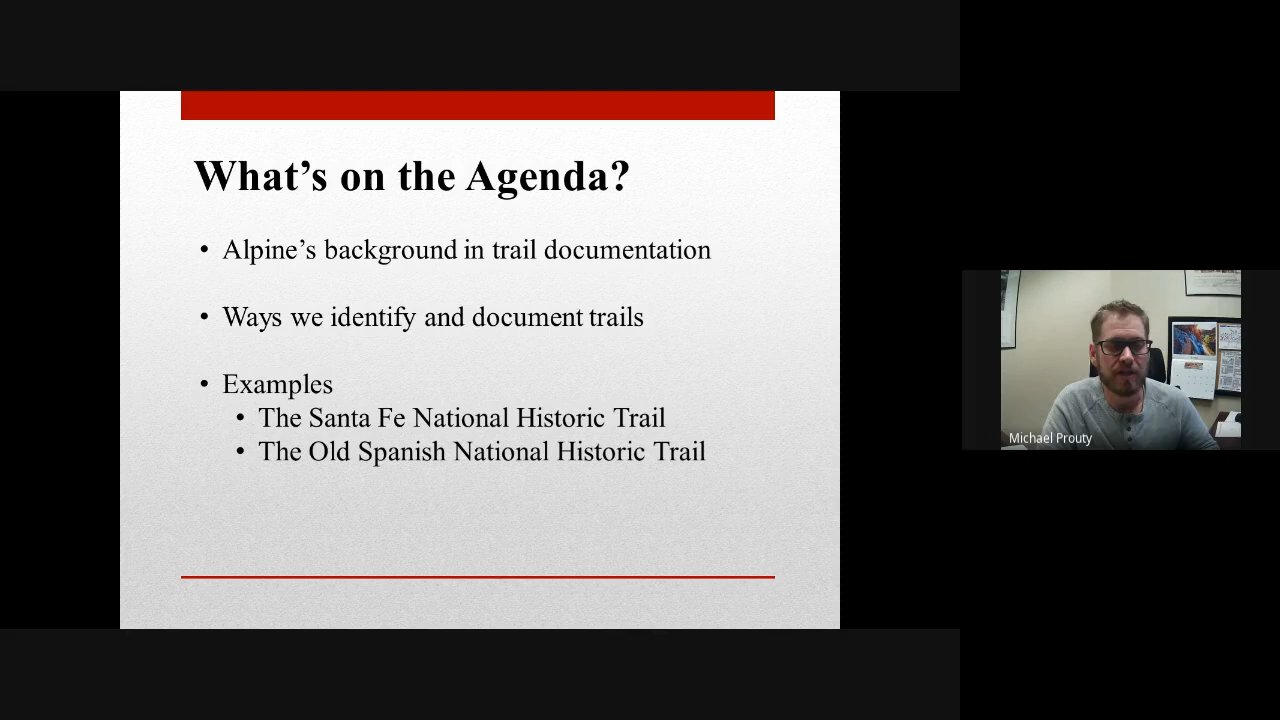 What's on the Agenda?
• Alpine's background in trail documentation
• Ways we identify and document trails
• Examples
• The Santa Fe National Historic Trail
• The Old Spanish National Historic Trail
Michael Prouty